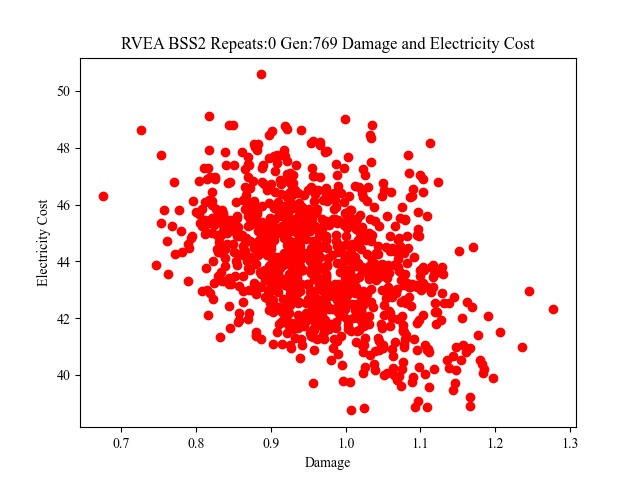 RVEA BSS2 Repeats:0 Gen:769 Damage and Electricity Cost
50
48
46
44
42
40
Electricity Cost
0.7 0.8 0.9 1.0 1.1 1.2 1.3
Damage